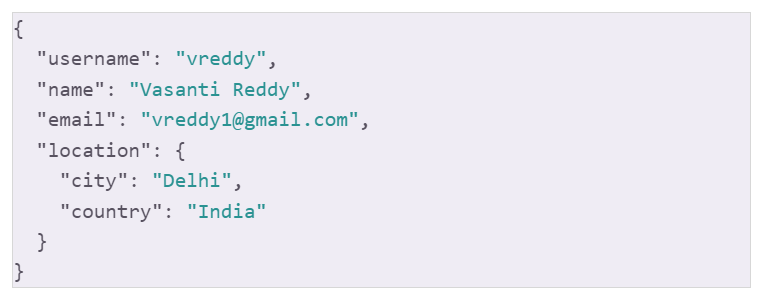 {
  "username": "vreddy",
  "name": "Vasanti Reddy",
  "email": "vreddy1@gmail.com",
  "location": {
    "city": "Delhi",
    "country": "India"
  }
}